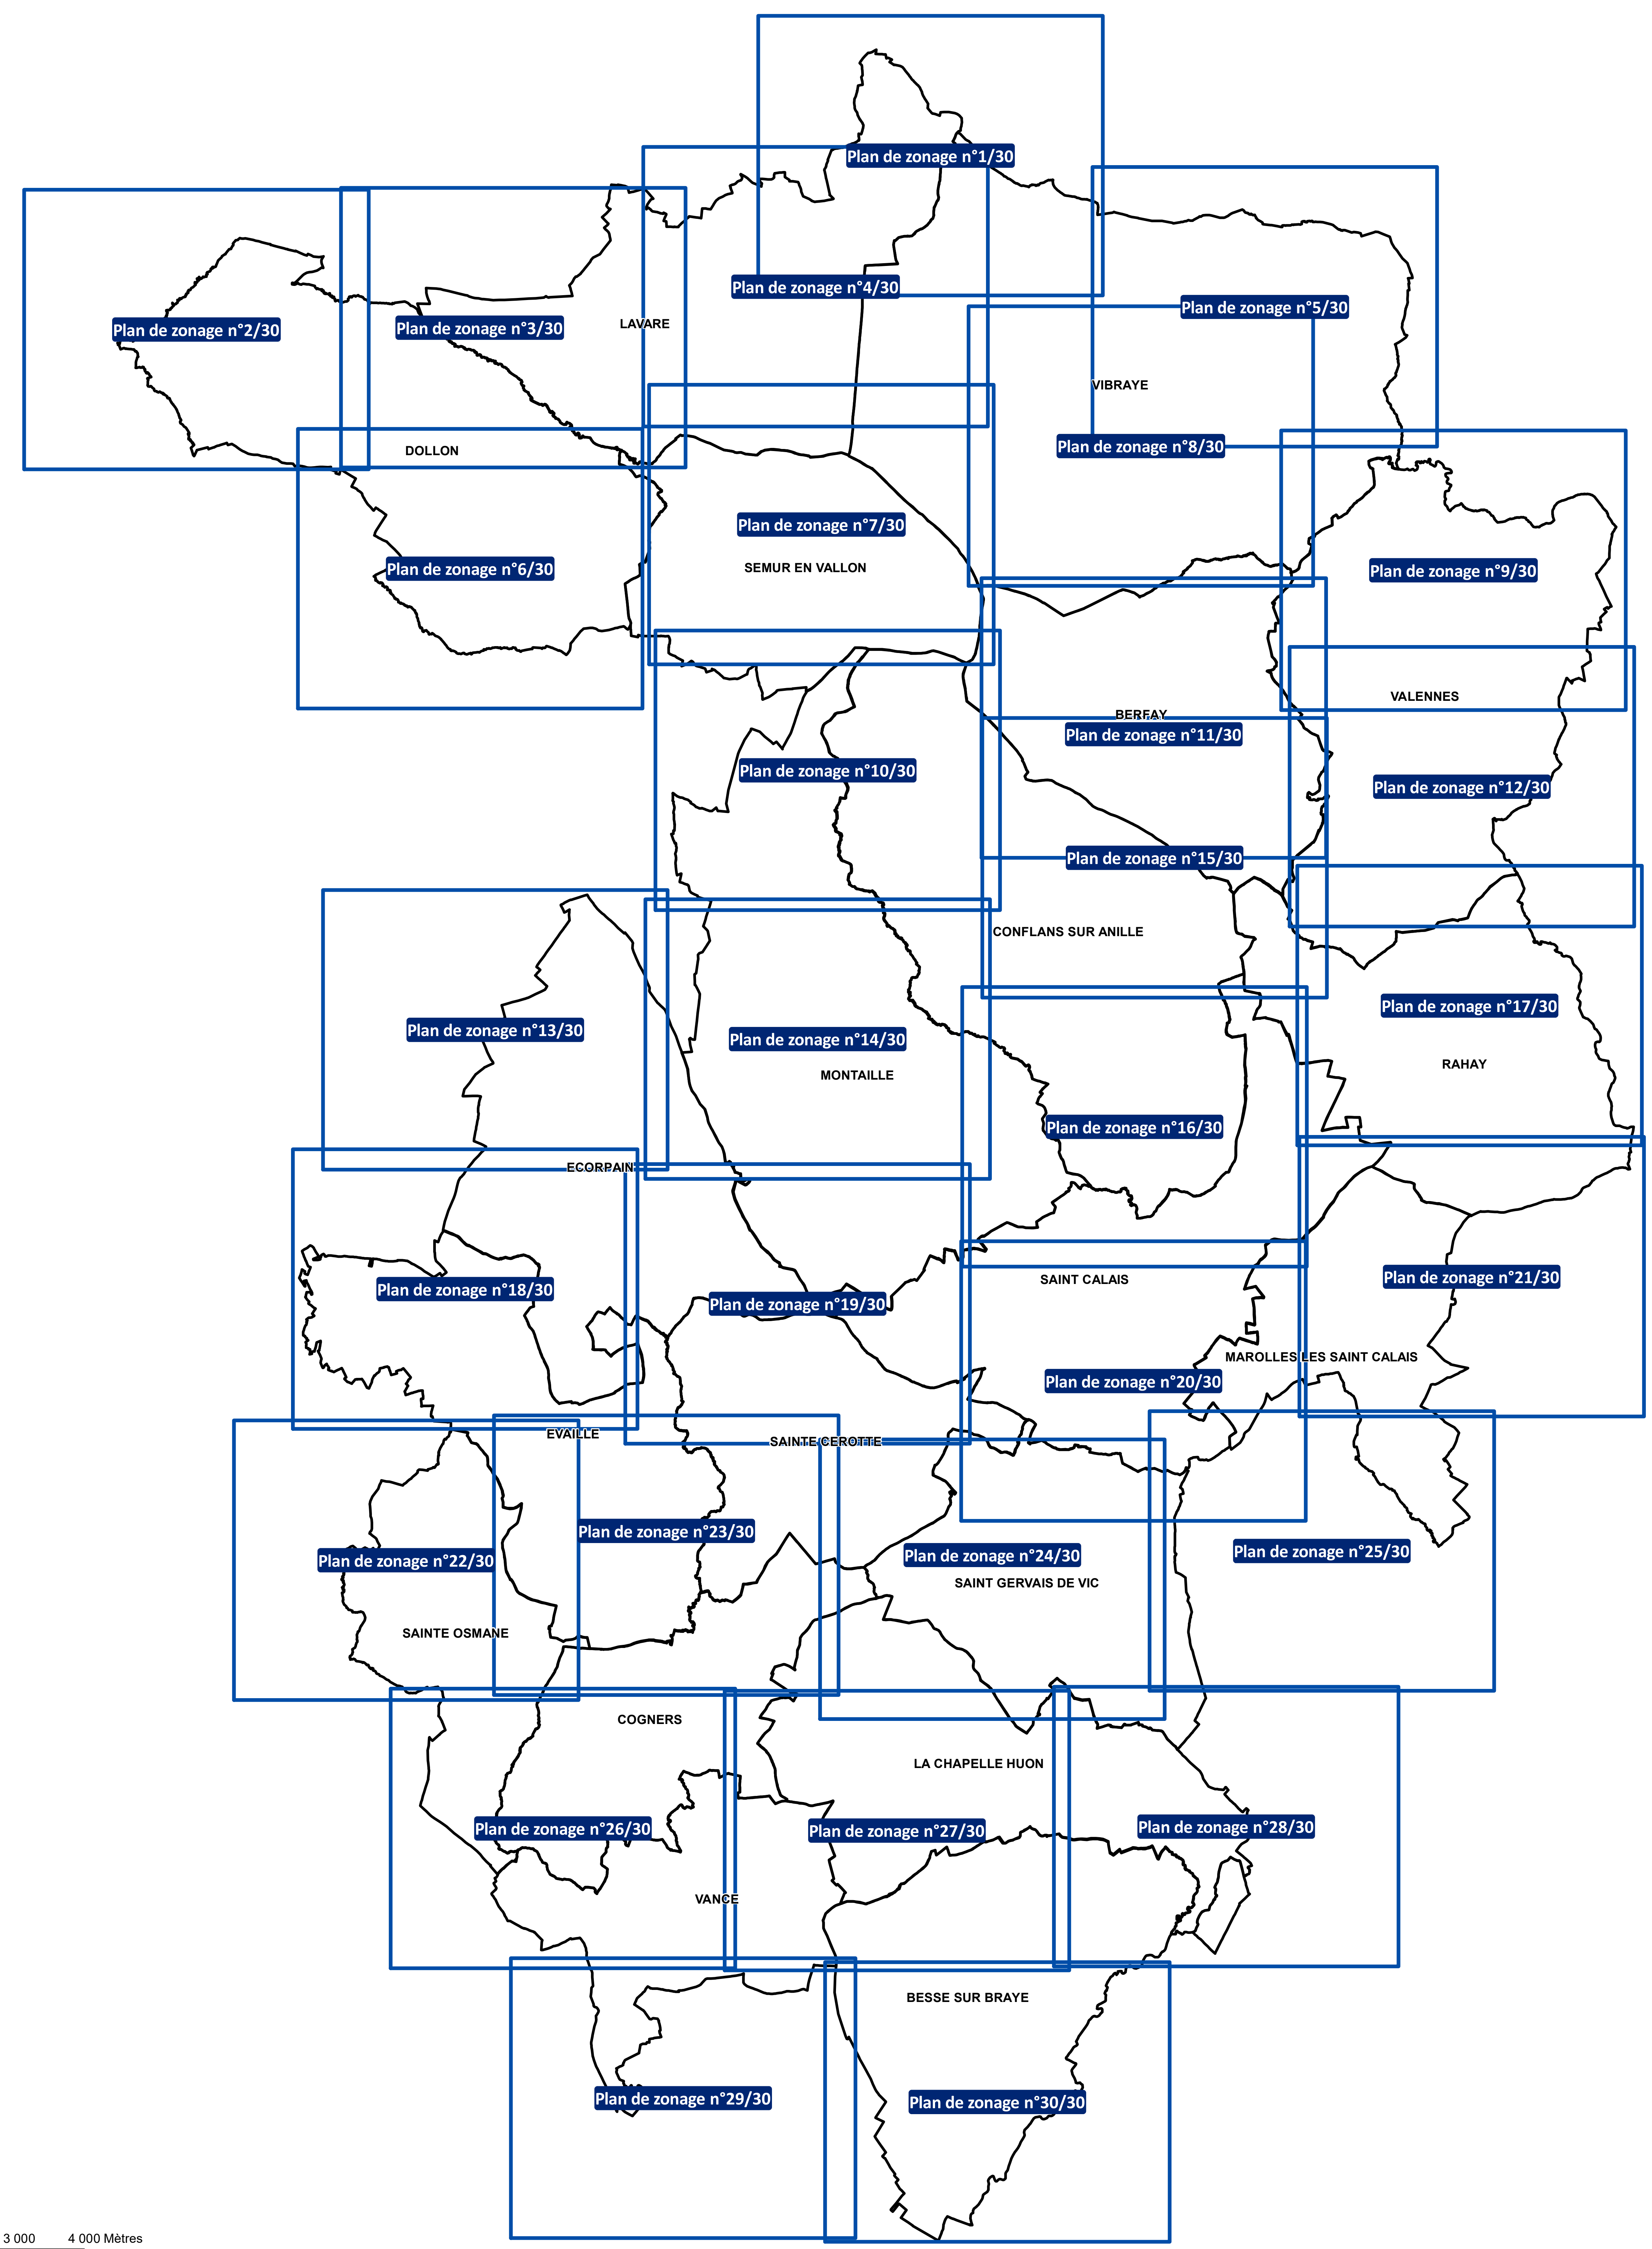 Plan de zonage n°1/30
Plan de zonage n°4/30
Plan de zonage n°5/30
Plan de zonage n°2/30
Plan de zonage n°3/30
LAVARE
VIBRAYE
DOLLON
Plan de zonage n°8/30
Plan de zonage n°7/30
SEMUR EN VALLON
Plan de zonage n°6/30
Plan de zonage n°9/30
VALENNES
BERFAY
Plan de zonage n°11/30
Plan de zonage n°10/30
Plan de zonage n°12/30
Plan de zonage n°15/30
CONFLANS SUR ANILLE
Plan de zonage n°17/30
Plan de zonage n°13/30
Plan de zonage n°14/30
MONTAILLE
RAHAY
Plan de zonage n°16/30
ECORPAIN
SAINT CALAIS
Plan de zonage n°21/30
Plan de zonage n°18/30
Plan de zonage n°19/30
MAROLLES LES SAINT CALAIS
Plan de zonage n°20/30
EVAILLE
SAINTE CEROTTE
Plan de zonage n°23/30
Plan de zonage n°22/30
Plan de zonage n°24/30
Plan de zonage n°25/30
SAINT GERVAIS DE VIC
SAINTE OSMANE
COGNERS
LA CHAPELLE HUON
Plan de zonage n°26/30
Plan de zonage n°27/30
Plan de zonage n°28/30
VANCE
BESSE SUR BRAYE
Plan de zonage n°29/30
Plan de zonage n°30/30
3 000 4 000 Mètres